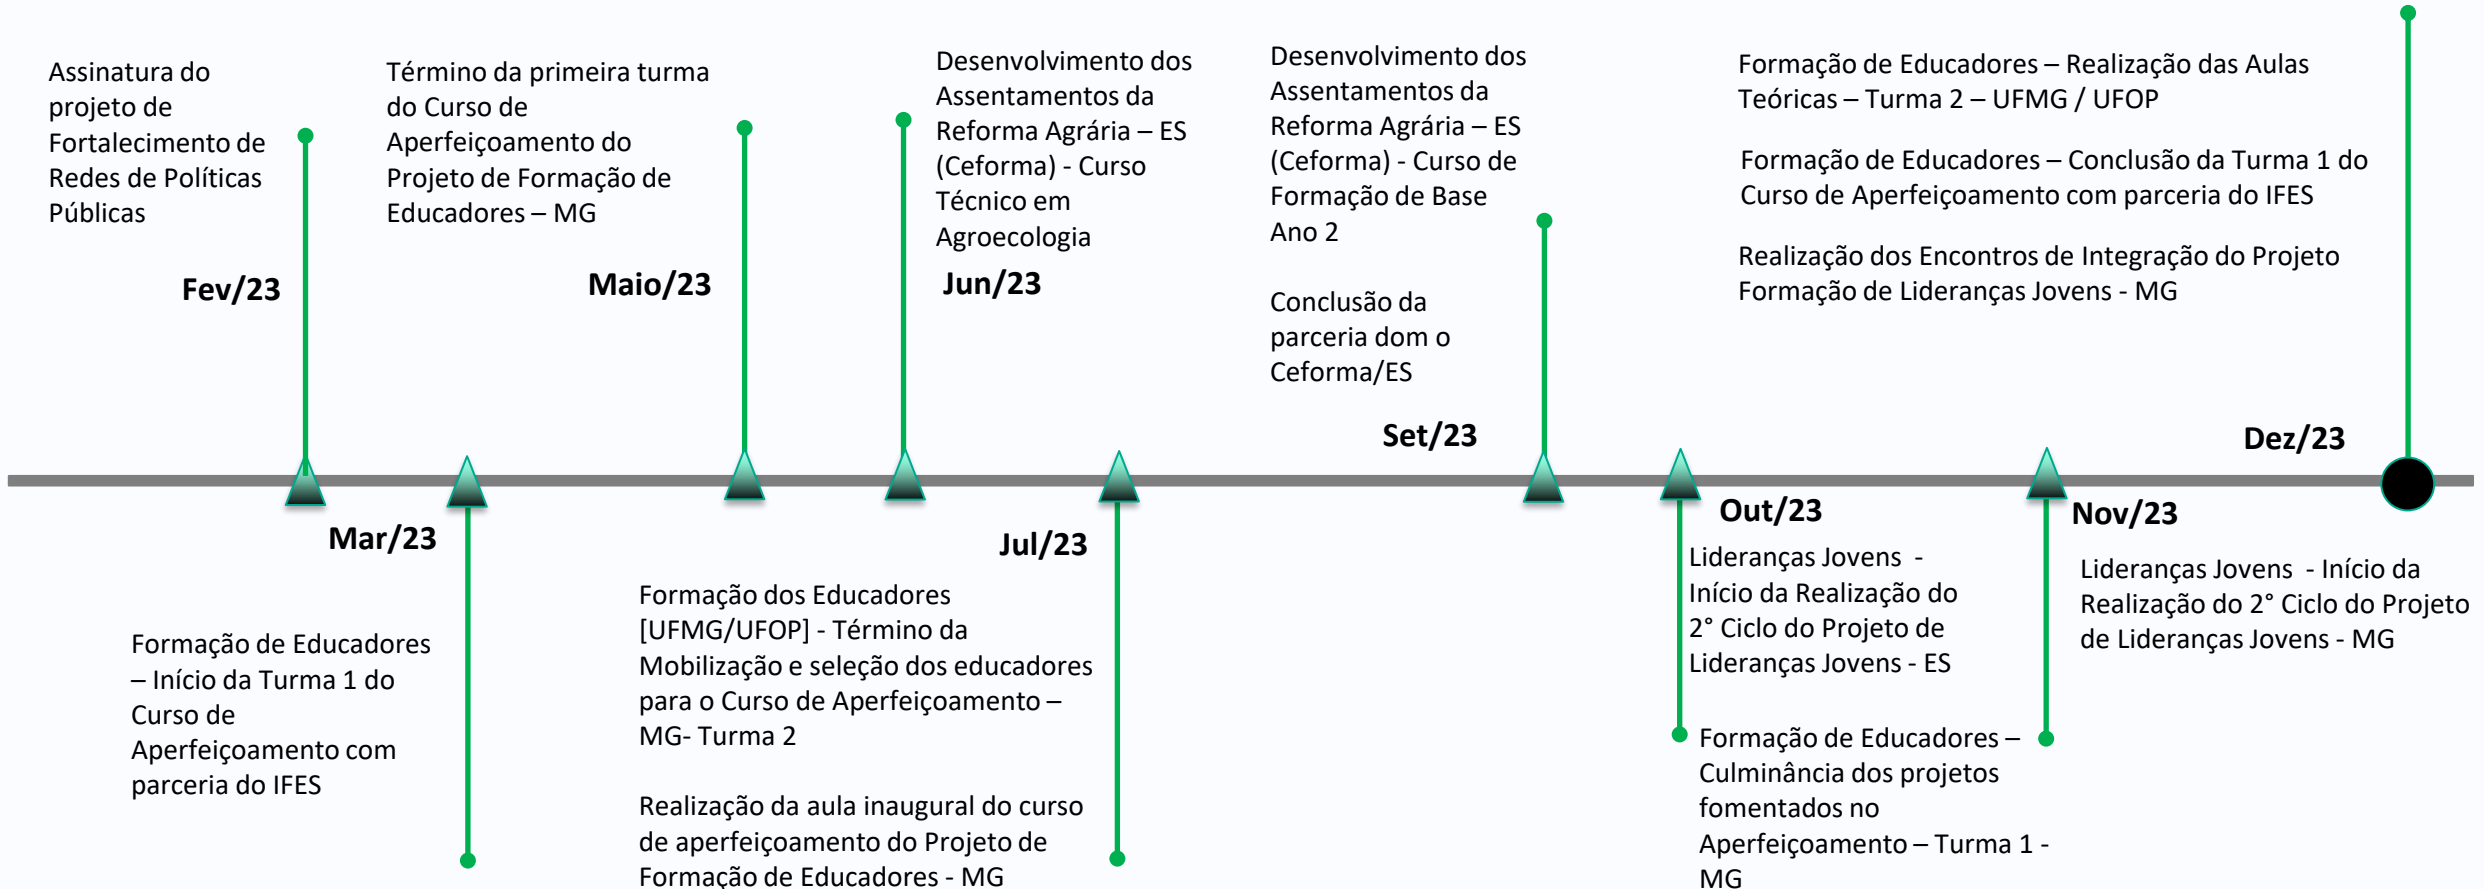 Assinatura do
projeto de
Fortalecimento de
Redes de Políticas
Públicas
Fev/23
Formação de Educadores
– Início da Turma 1 do
Curso de
Aperfeiçoamento com
parceria do IFES
Mar/23
Término da primeira turma
do Curso de
Aperfeiçoamento do
Projeto de Formação de
Educadores – MG
Maio/23
Desenvolvimento dos
Assentamentos da
Reforma Agrária – ES
(Ceforma) - Curso
Técnico em
Agroecologia
Jun/23
Jul/23
Formação dos Educadores
[UFMG/UFOP] - Término da
Mobilização e seleção dos educadores
para o Curso de Aperfeiçoamento –
MG- Turma 2
Realização da aula inaugural do curso
de aperfeiçoamento do Projeto de
Formação de Educadores - MG
Desenvolvimento dos
Assentamentos da
Reforma Agrária – ES
(Ceforma) - Curso de
Formação de Base
Ano 2
Conclusão da
parceria dom o
Ceforma/ES
Set/23
Out/23
Lideranças Jovens  -
Início da Realização do
2° Ciclo do Projeto de
Lideranças Jovens - ES
Formação de Educadores –
Culminância dos projetos
fomentados no
Aperfeiçoamento – Turma 1 -
MG
Nov/23
Lideranças Jovens  - Início da
Realização do 2° Ciclo do Projeto
de Lideranças Jovens - MG
Formação de Educadores – Realização das Aulas
Teóricas – Turma 2 – UFMG / UFOP
Formação de Educadores – Conclusão da Turma 1 do
Curso de Aperfeiçoamento com parceria do IFES
Realização dos Encontros de Integração do Projeto
Formação de Lideranças Jovens - MG
Dez/23